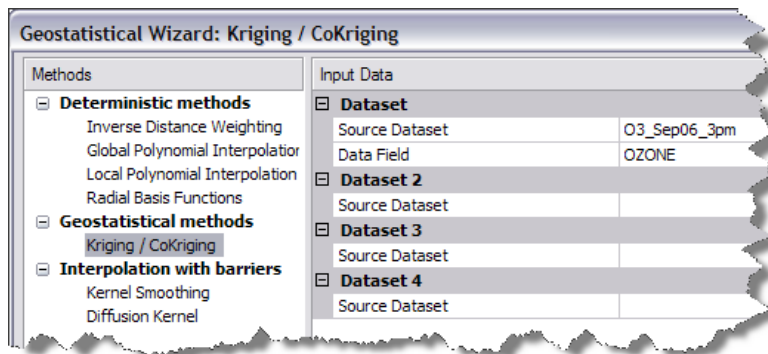 Geostatistical Wizard: Kriging / CoKriging
Methods
Deterministic methods
Inverse Distance Weighting
Global Polynomial Interpolation
Local Polynomial Interpolation
Radial Basis Functions
Geostatistical methods
Kriging / CoKriging
Interpolation with barriers
Kernel Smoothing
Diffusion Kernel
Input Data
Dataset
Source Dataset O3_Sep06_3pm
Data Field OZONE
Dataset 2
Source Dataset
Dataset 3
Source Dataset
Dataset 4
Source Dataset